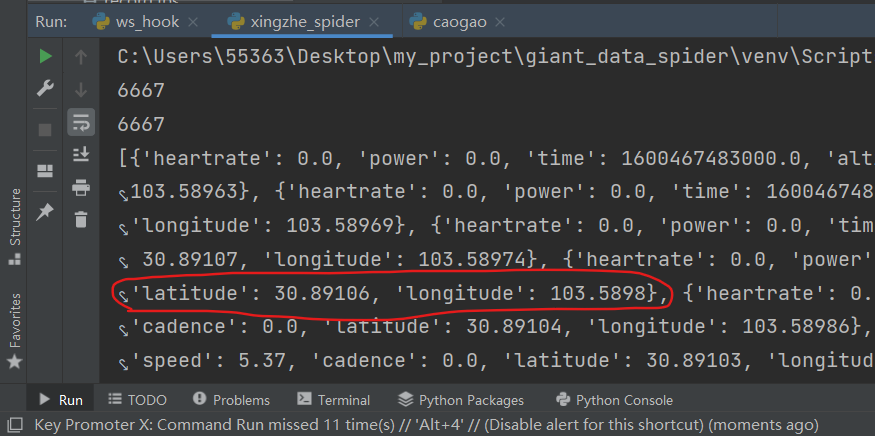 Run: ws_hook × xingzhe_spider × caogao ×
C:\Users\55363\Desktop\my_project\giant_data_spider\venv\Script
6667
6667
[{'heartrate': 0.0, 'power': 0.0, 'time': 1600467483000.0, 'alt
103.58963}, {'heartrate': 0.0, 'power': 0.0, 'time': 160046748
'longitude': 103.58969}, {'heartrate': 0.0, 'power': 0.0, 'tim
30.89107, 'longitude': 103.58974}, {'heartrate': 0.0, 'power'
'latitude': 30.89106, 'longitude': 103.5898}, {'heartrate': 0.
'cadence': 0.0, 'latitude': 30.89104, 'longitude': 103.58986},
'speed': 5.37, 'cadence': 0.0, 'latitude': 30.89103, 'longitud
Structure
Favorites
Run TODO Problems Terminal Python Packages Python Console
Key Promoter X: Command Run missed 11 time(s) // 'Alt+4' // (Disable alert for this shortcut) (moments ago)